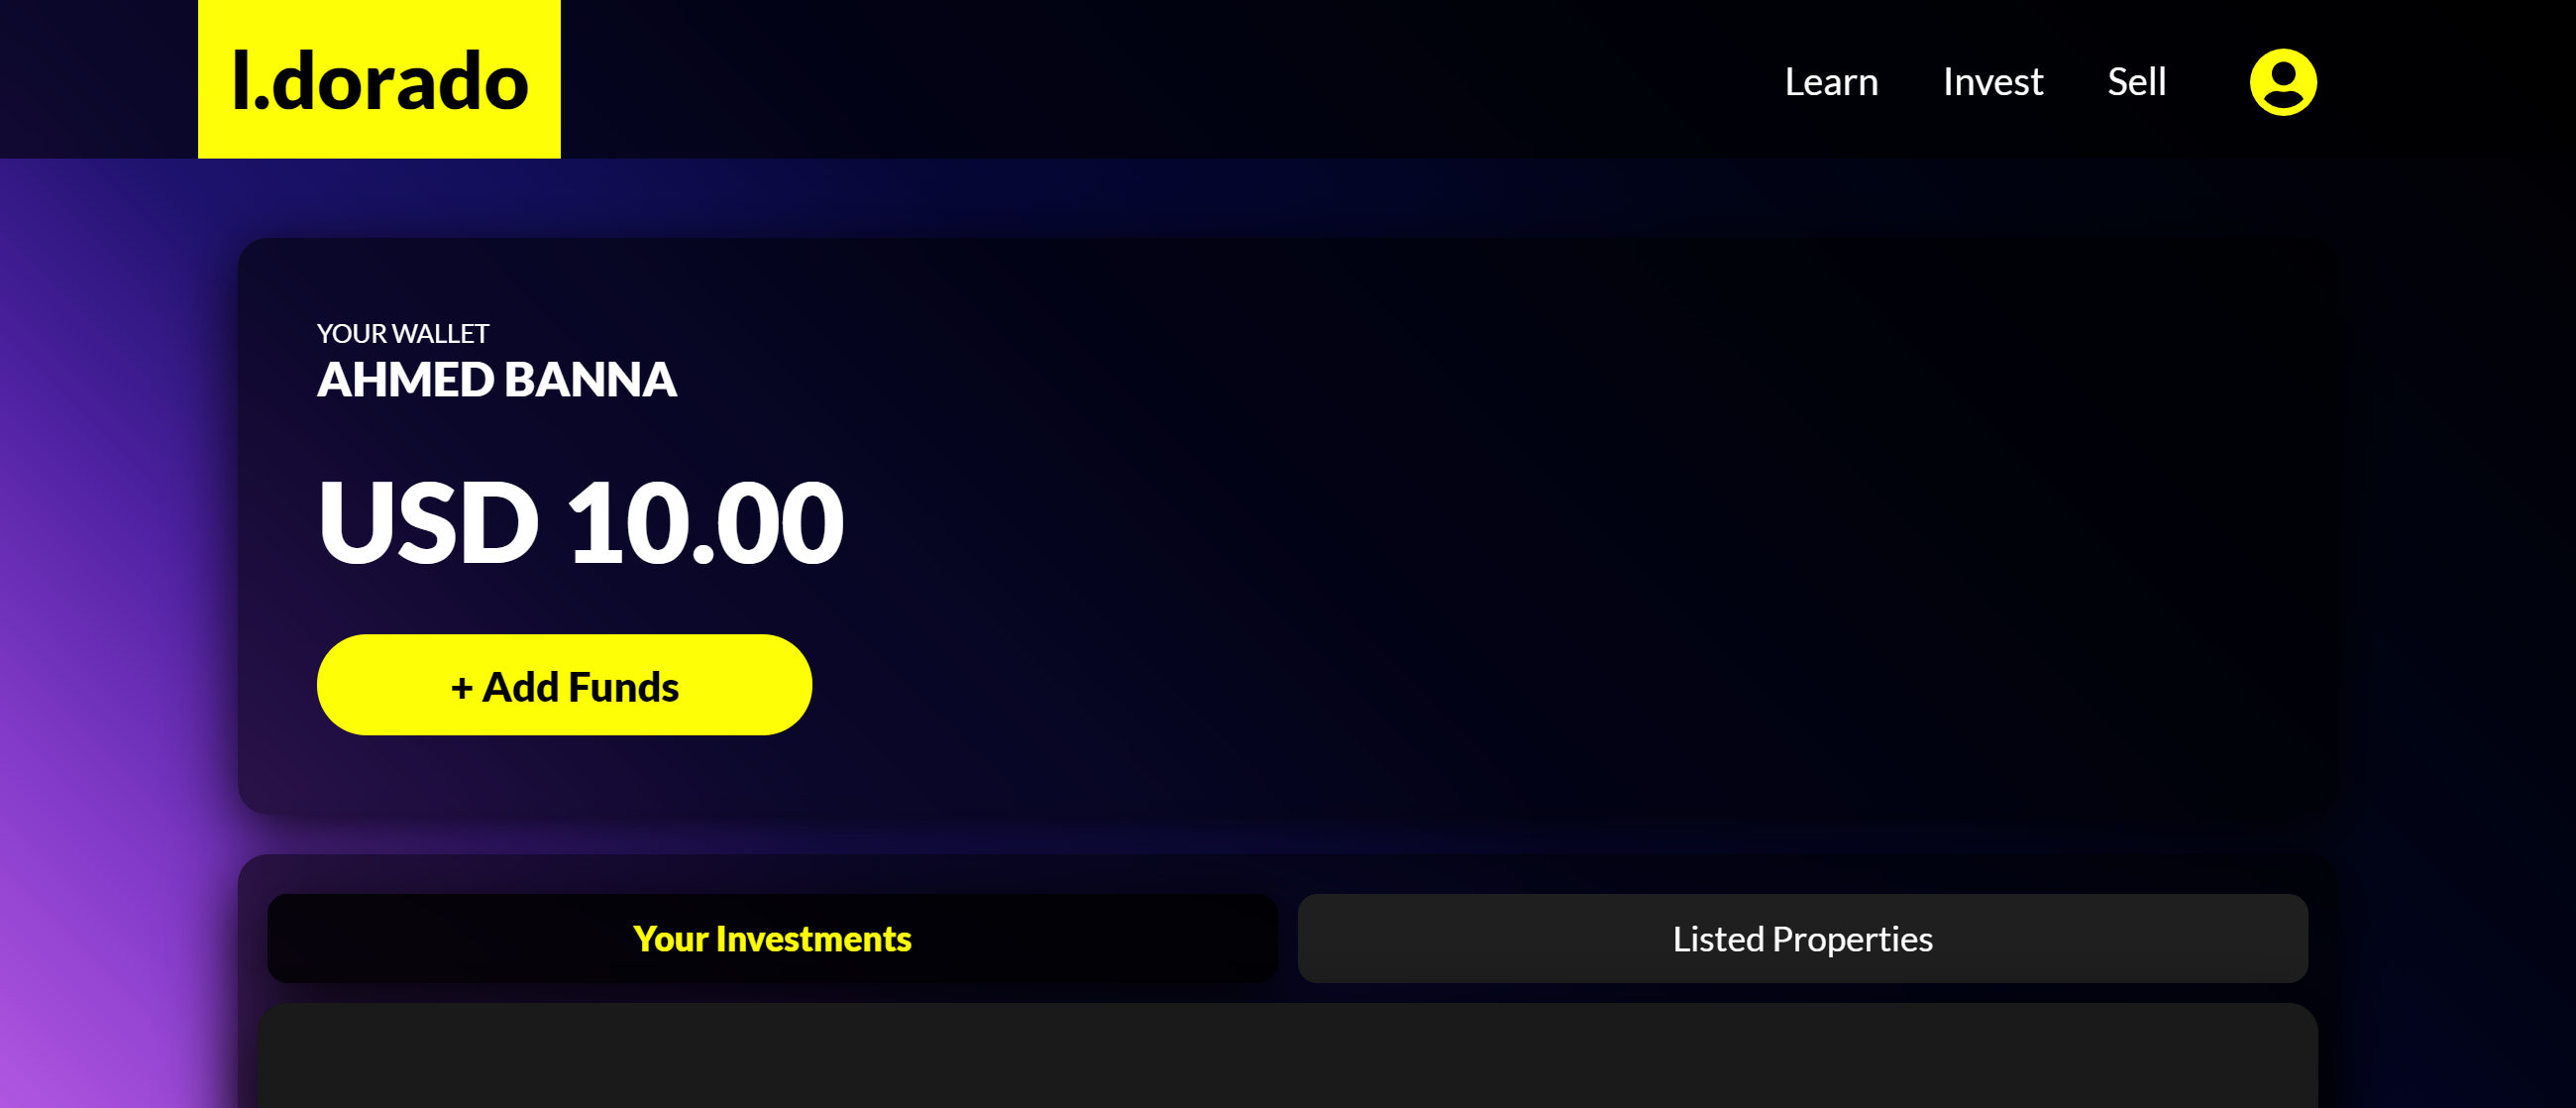 l.dorado
Learn Invest Sell
YOUR WALLET
AHMED BANNA
USD 10.00
+ Add Funds
Your Investments
Listed Properties